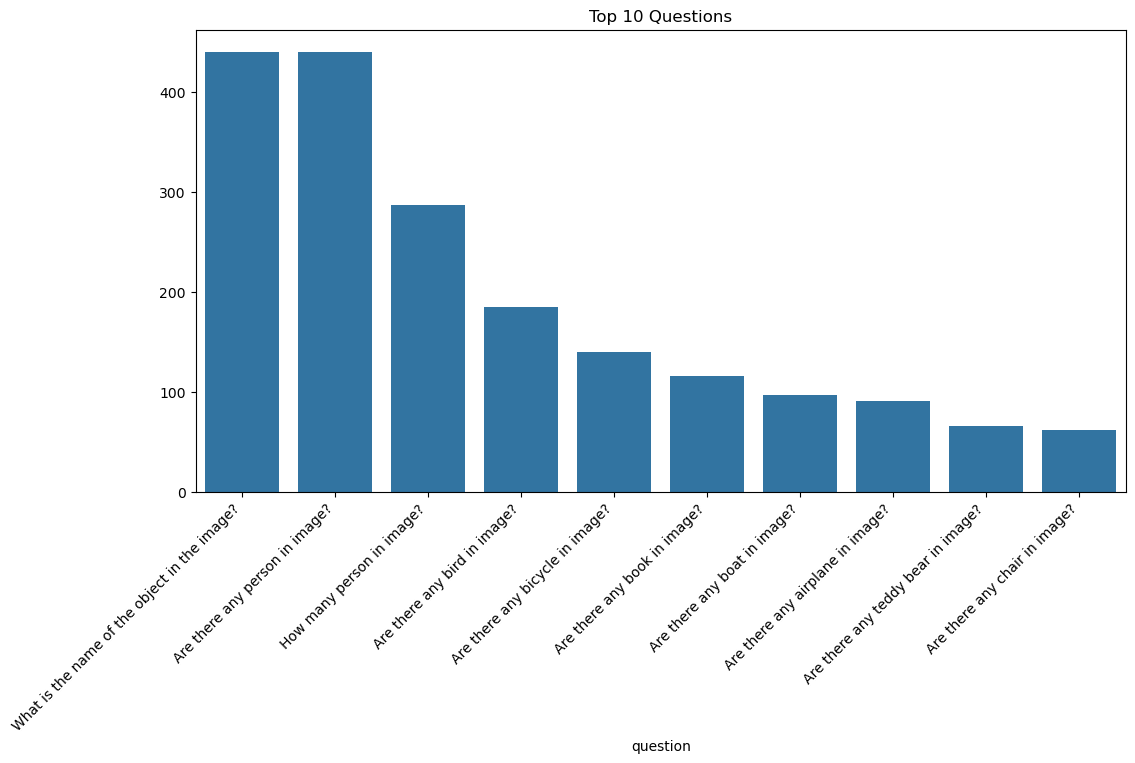 Top 10 Questions
400
300
200
100
0
What is the name of the object in the image?
Are there any person in image?
How many person in image?
Are there any bird in image?
Are there any bicycle in image?
Are there any book in image?
Are there any boat in image?
Are there any airplane in image?
Are there any teddy bear in image?
Are there any chair in image?
question